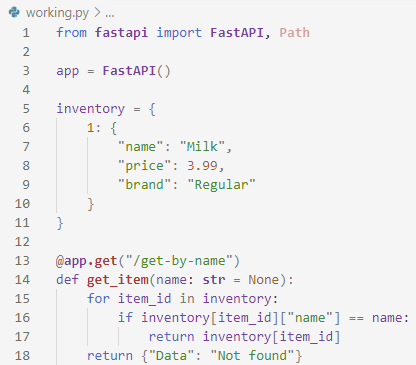 working.py > ...
1 from fastapi import FastAPI, Path
2
3 app = FastAPI()
4
5 inventory = {
6     1: {
7         "name": "Milk",
8         "price": 3.99,
9         "brand": "Regular"
10     }
11 }
12
13 @app.get("/get-by-name")
14 def get_item(name: str = None):
15     for item_id in inventory:
16         if inventory[item_id]["name"] == name:
17             return inventory[item_id]
18     return {"Data": "Not found"}